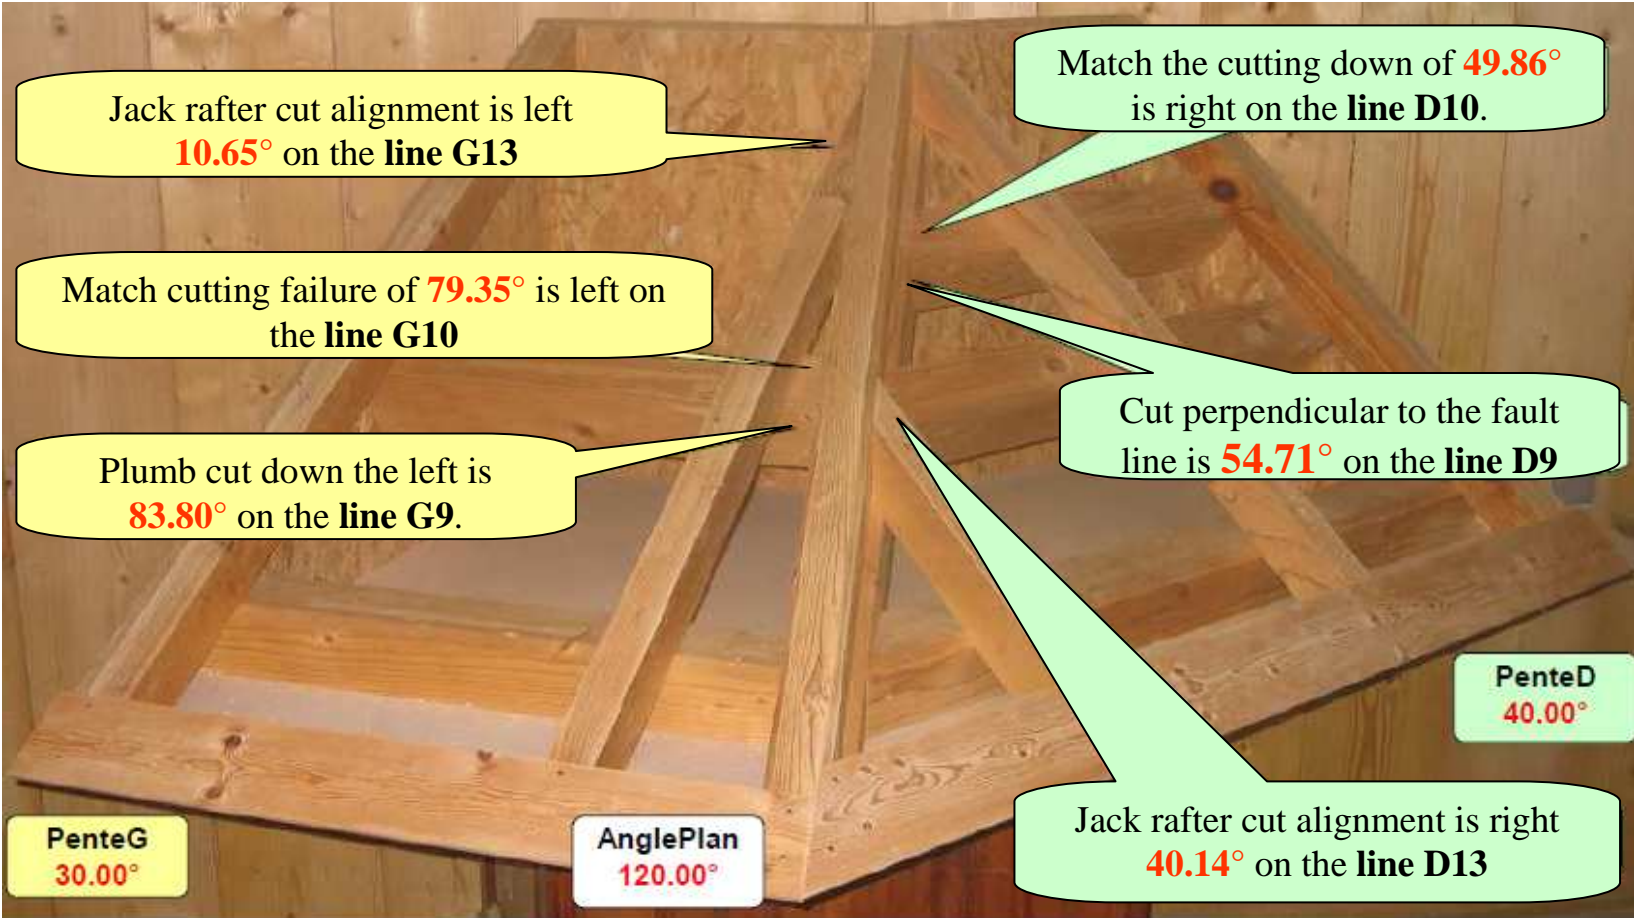 Jack rafter cut alignment is left
10.65° on the line G13
Match the cutting down of 49.86°
is right on the line D10.
Match cutting failure of 79.35° is left on
the line G10
Cut perpendicular to the fault
line is 54.71° on the line D9
Plumb cut down the left is
83.80° on the line G9.
PenteD
40.00°
Jack rafter cut alignment is right
40.14° on the line D13
PenteG
30.00°
AnglePlan
120.00°